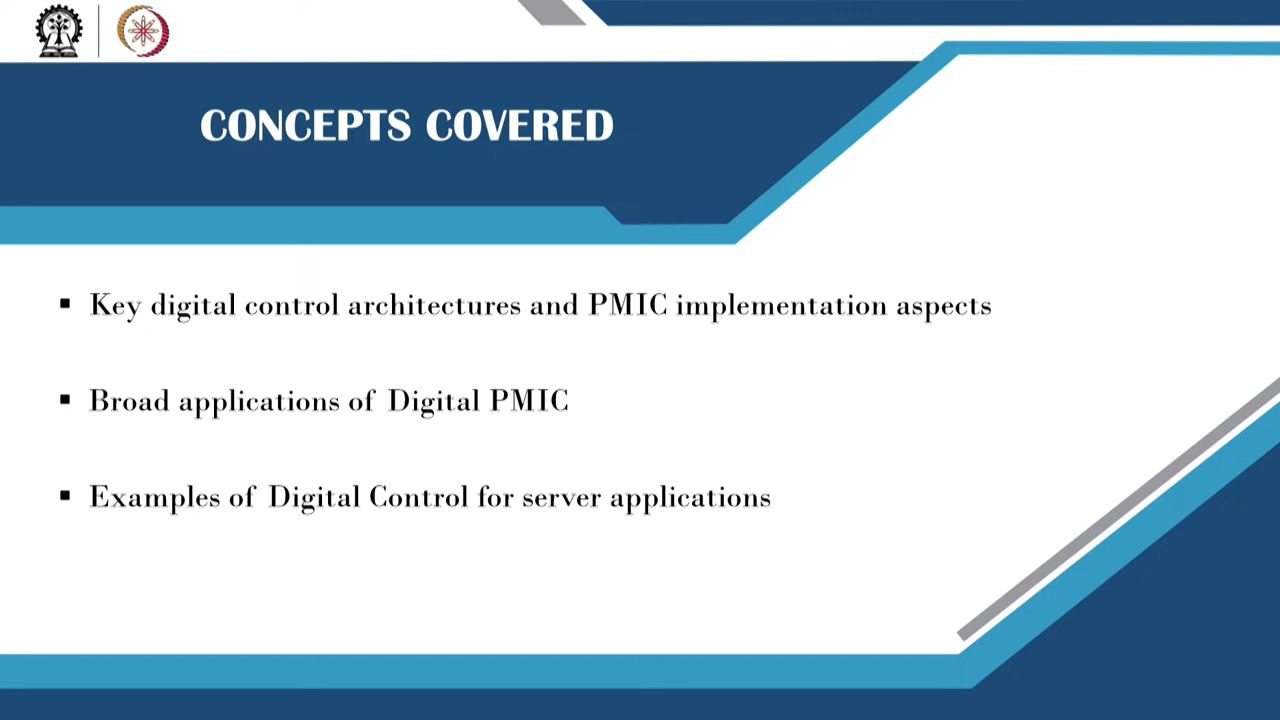 CONCEPTS COVERED
▪ Key digital control architectures and PMIC implementation aspects
▪ Broad applications of Digital PMIC
▪ Examples of Digital Control for server applications